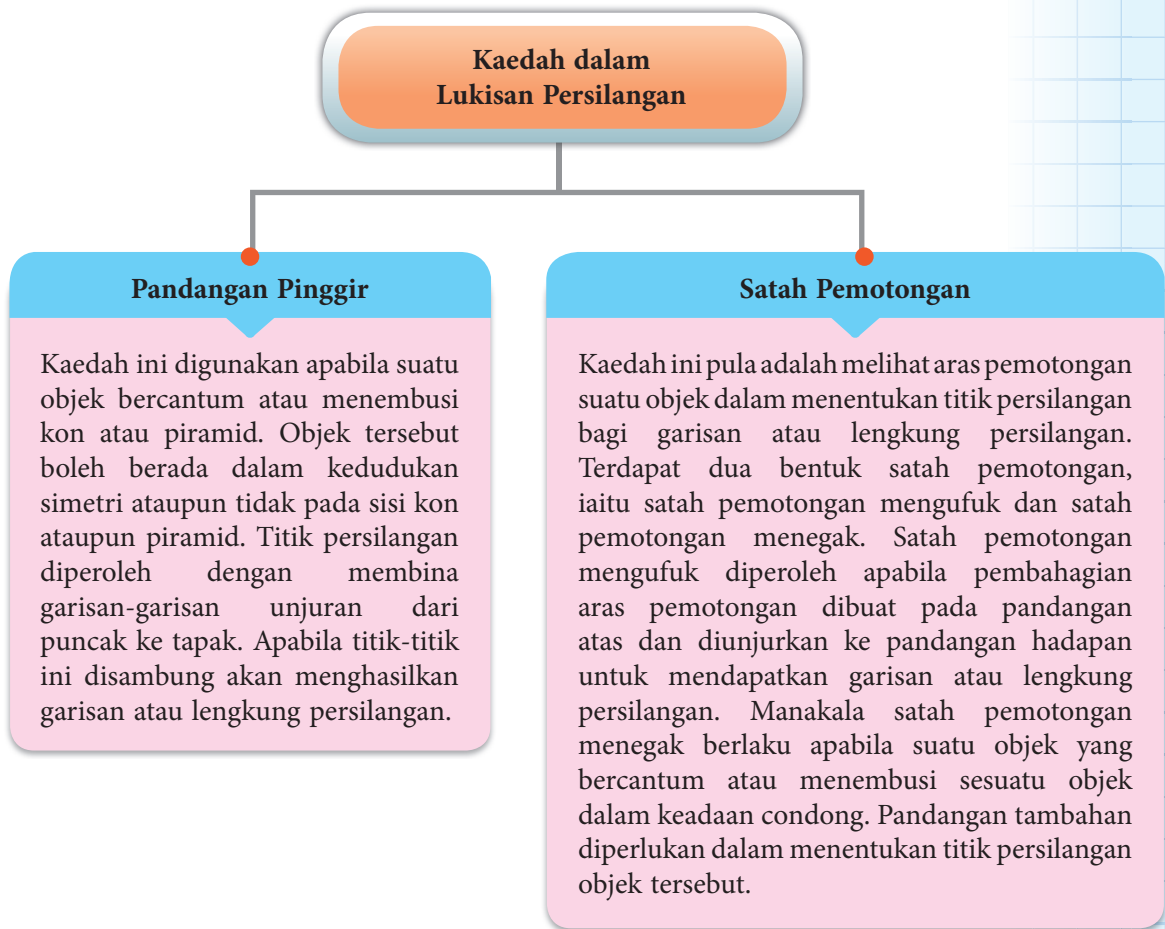 Kaedah dalam
Lukisan Persilangan
Pandangan Pinggir
Kaedah ini digunakan apabila suatu
objek bercantum atau menembusi
kon atau piramid. Objek tersebut
boleh berada dalam kedudukan
simetri ataupun tidak pada sisi kon
ataupun piramid. Titik persilangan
diperoleh dengan membina
garisan-garisan unjuran dari
puncak ke tapak. Apabila titik-titik
ini disambung akan menghasilkan
garisan atau lengkung persilangan.
Satah Pemotongan
Kaedah ini pula adalah melihat aras pemotongan
suatu objek dalam menentukan titik persilangan
bagi garisan atau lengkung persilangan.
Terdapat dua bentuk satah pemotongan,
iaitu satah pemotongan mengufuk dan satah
pemotongan menegak. Satah pemotongan
mengufuk diperoleh apabila pembahagian
aras pemotongan dibuat pada pandangan
atas dan diunjurkan ke pandangan hadapan
untuk mendapatkan garisan atau lengkung
persilangan. Manakala satah pemotongan
menegak berlaku apabila suatu objek yang
bercantum atau menembusi sesuatu objek
dalam keadaan condong. Pandangan tambahan
diperlukan dalam menentukan titik persilangan
objek tersebut.